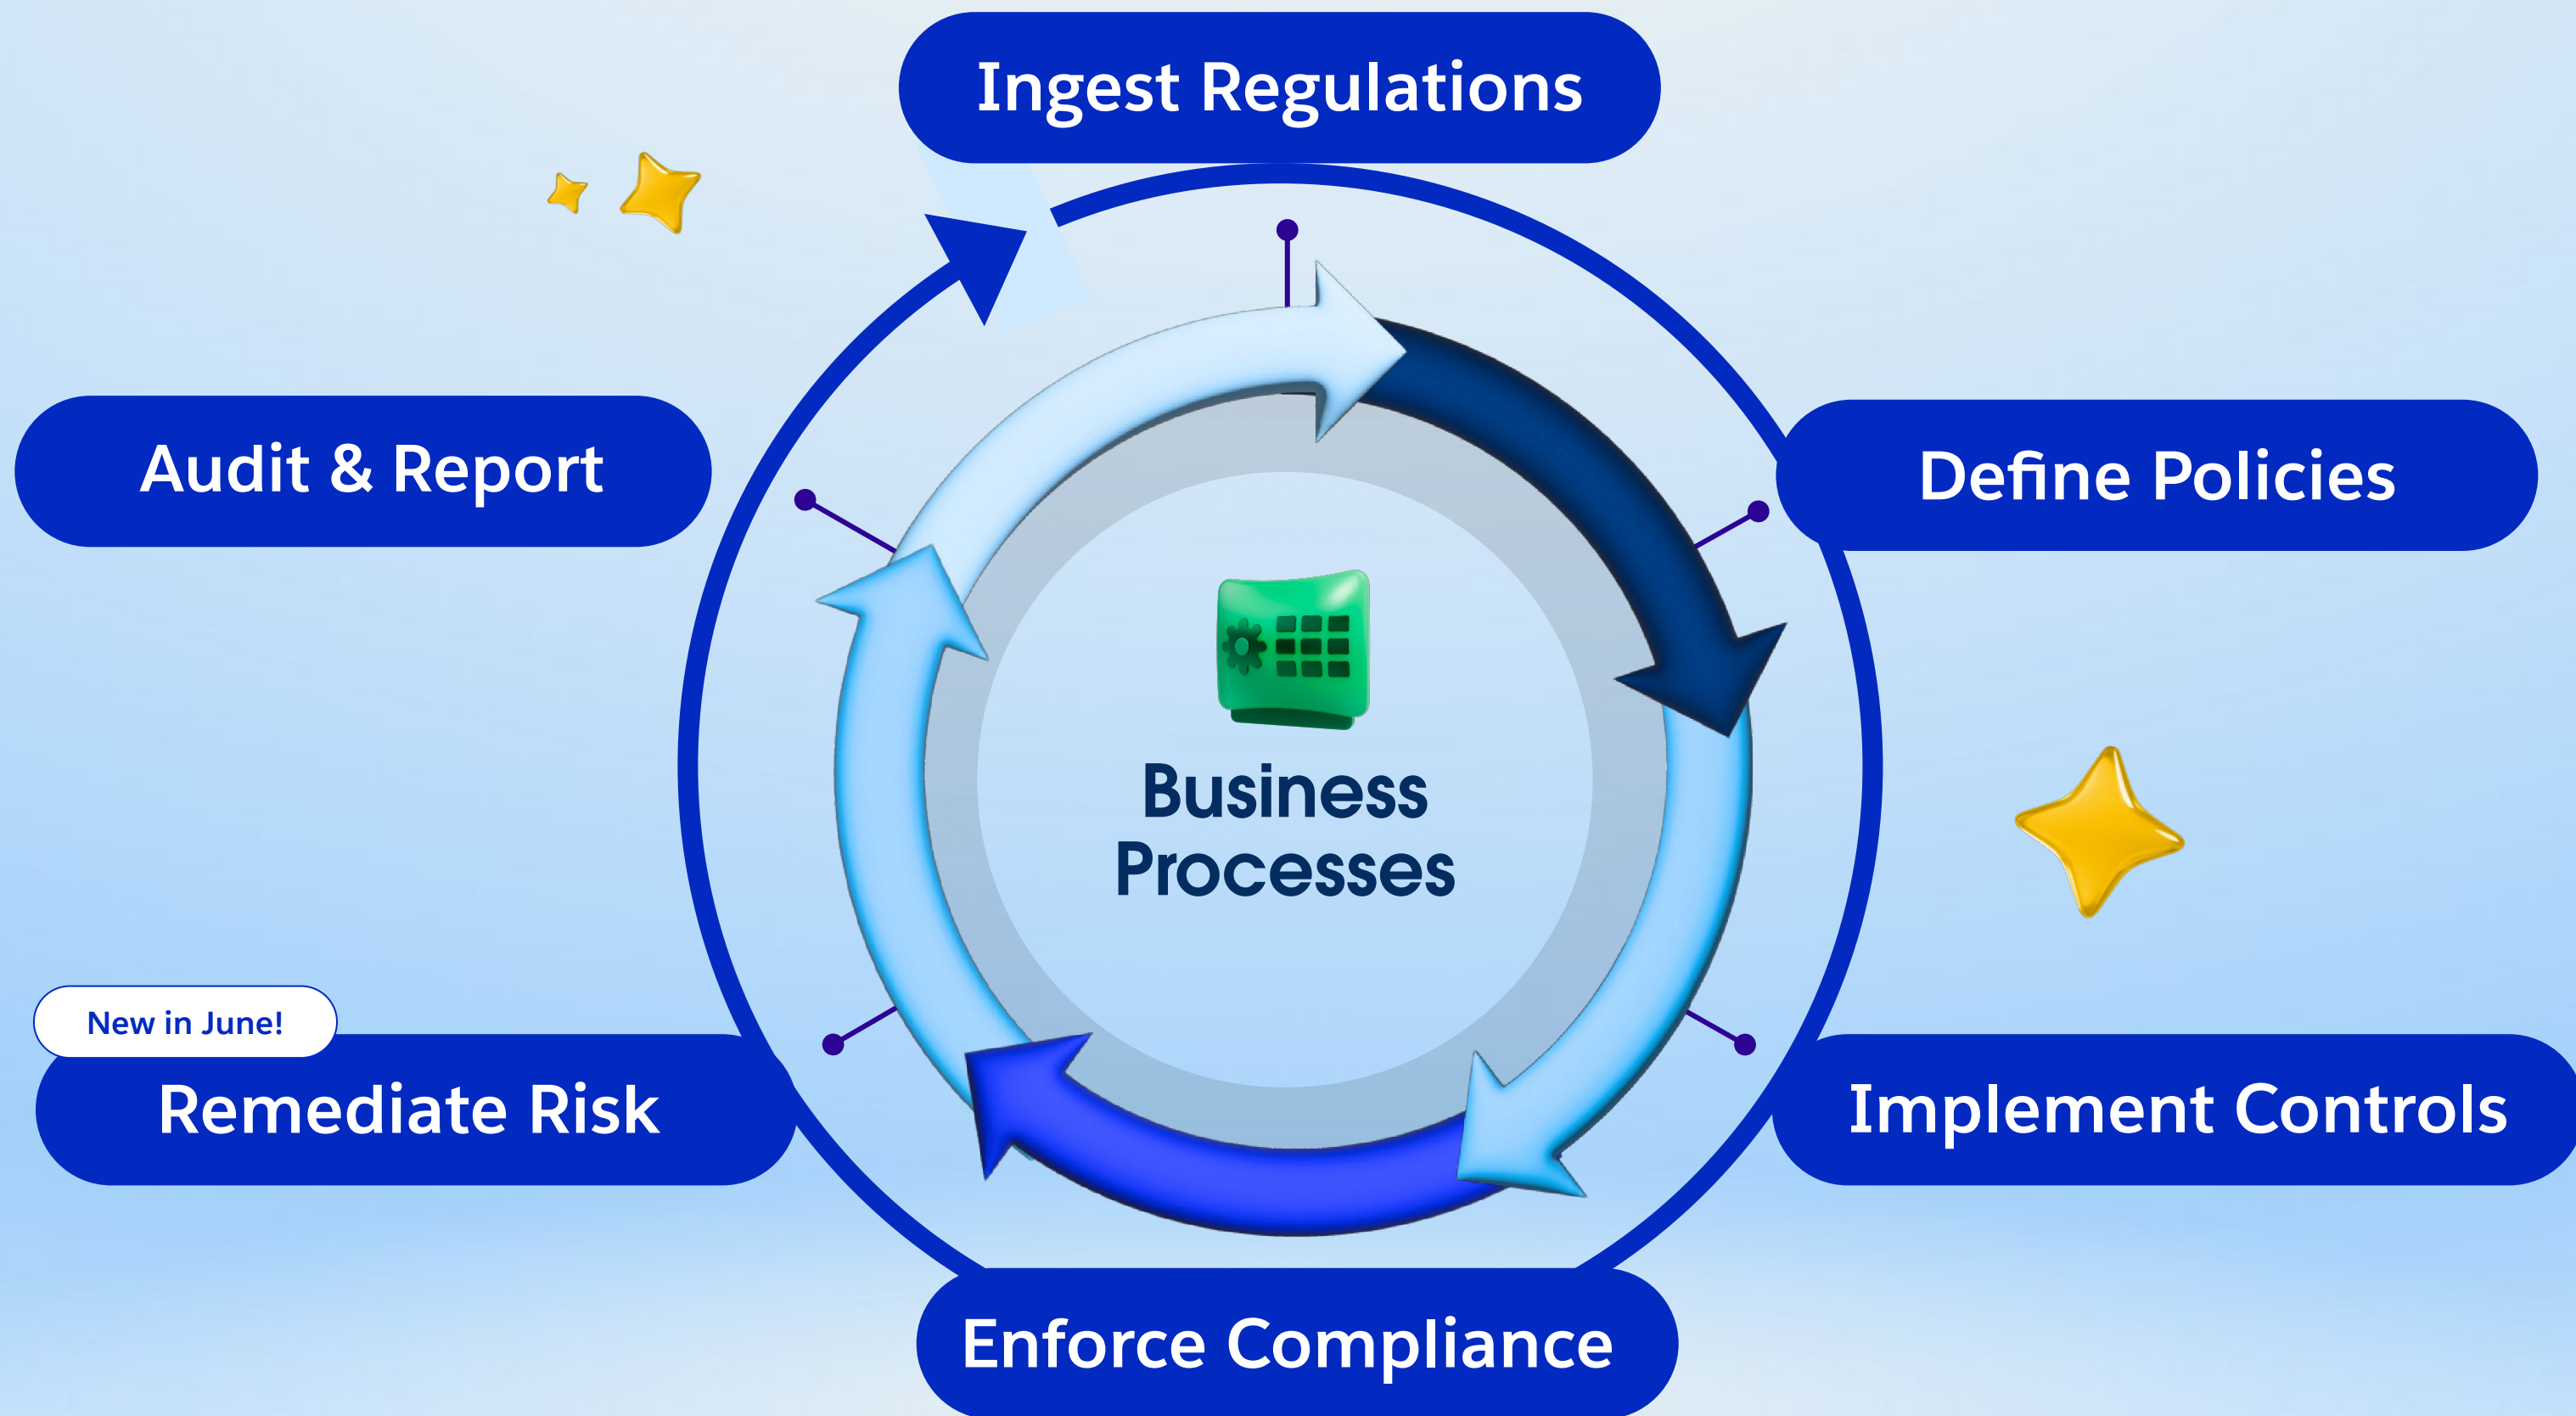 Ingest Regulations
Audit & Report
Define Policies
Business
Processes
New in June!
Remediate Risk
Implement Controls
Enforce Compliance